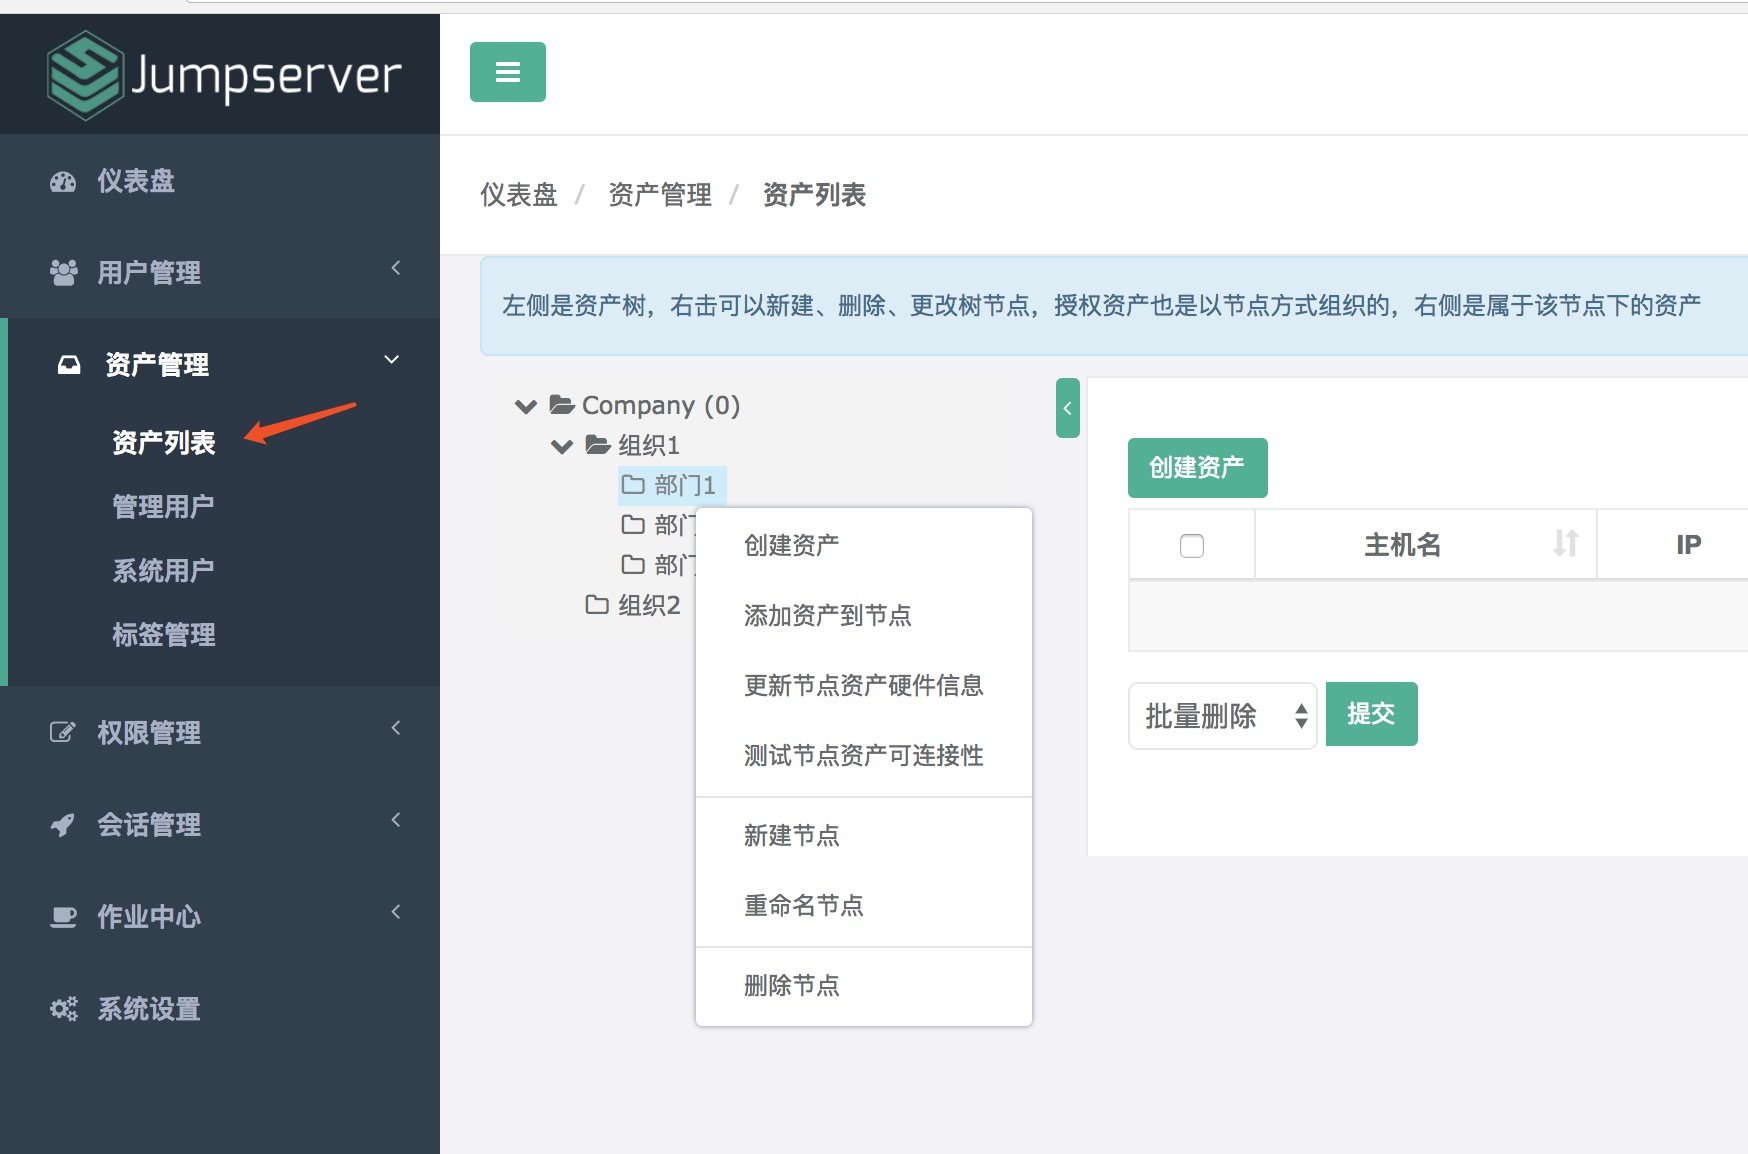 Jumpserver
仪表盘
用户管理
资产管理
资产列表
管理用户
系统用户
标签管理
权限管理
会话管理
作业中心
系统设置
仪表盘 / 资产管理 / 资产列表
左侧是资产树，右击可以新建、删除、更改树节点，授权资产也是以节点方式组织的，右侧是属于该节点下的资产
Company (0)
组织1
部门1
部门
部门
组织2
创建资产
添加资产到节点
更新节点资产硬件信息
测试节点资产可连接性
新建节点
重命名节点
删除节点
创建资产
主机名 IP
批量删除 提交